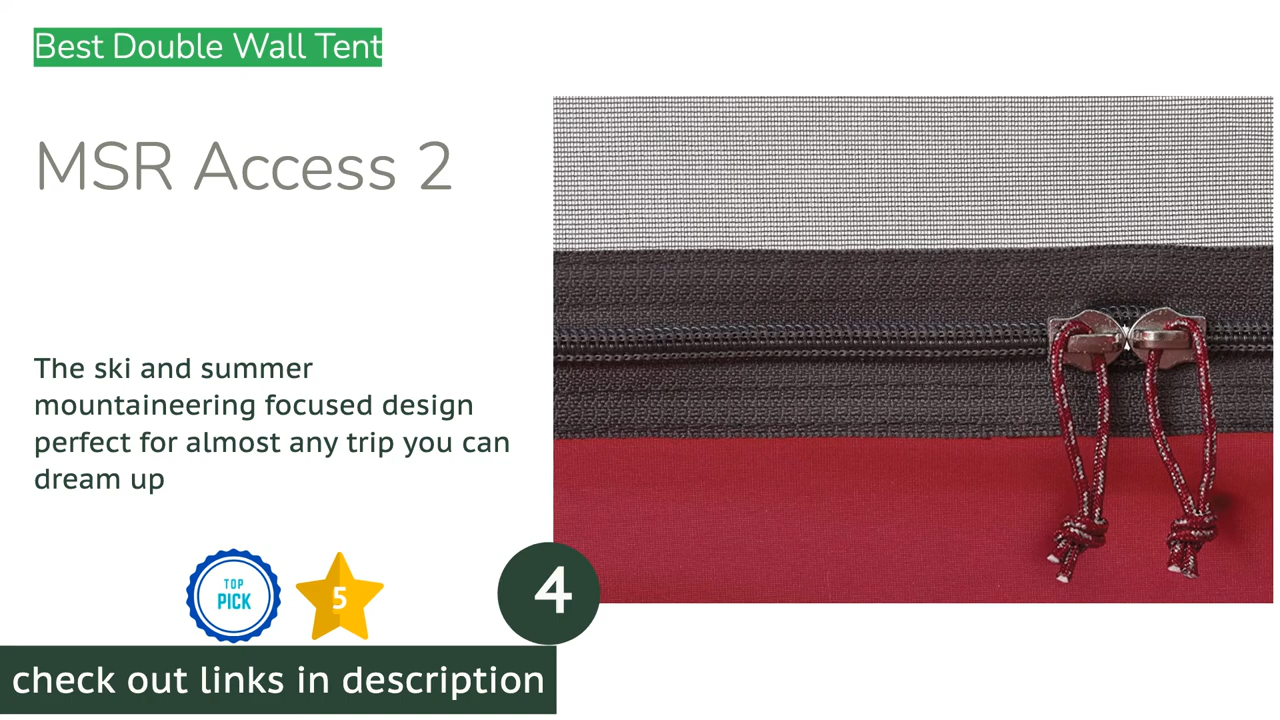 Best Double Wall Tent
MSR Access 2
The ski and summer
mountaineering focused design
perfect for almost any trip you can
dream up
TOP
PICK
5
4
check out links in description